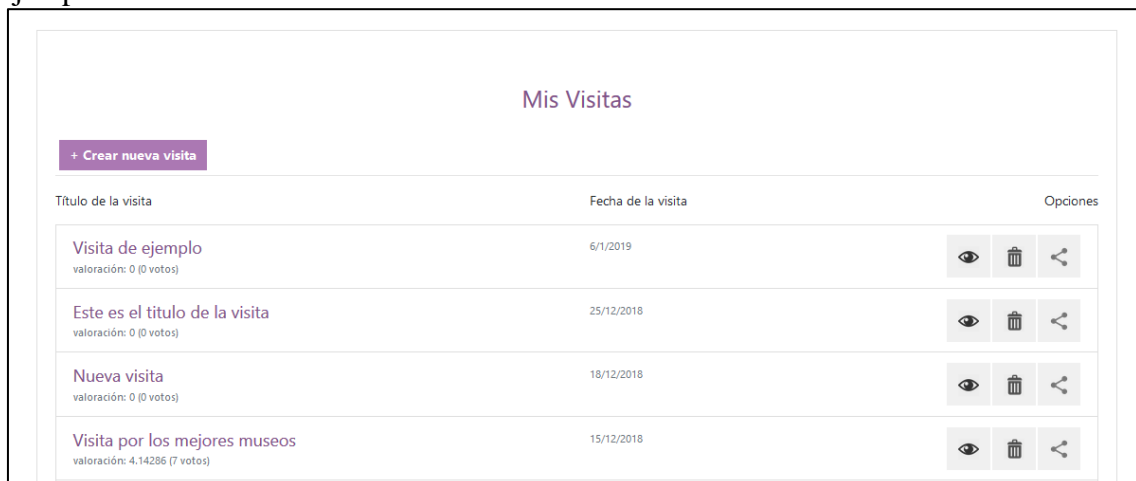 Mis Visitas
+ Crear nueva visita
Título de la visita Fecha de la visita Opciones
Visita de ejemplo 6/1/2019
valoración: 0 (0 votos)
Este es el titulo de la visita 25/12/2018
valoración: 0 (0 votos)
Nueva visita 18/12/2018
valoración: 0 (0 votos)
Visita por los mejores museos 15/12/2018
valoración: 4.14286 (7 votos)